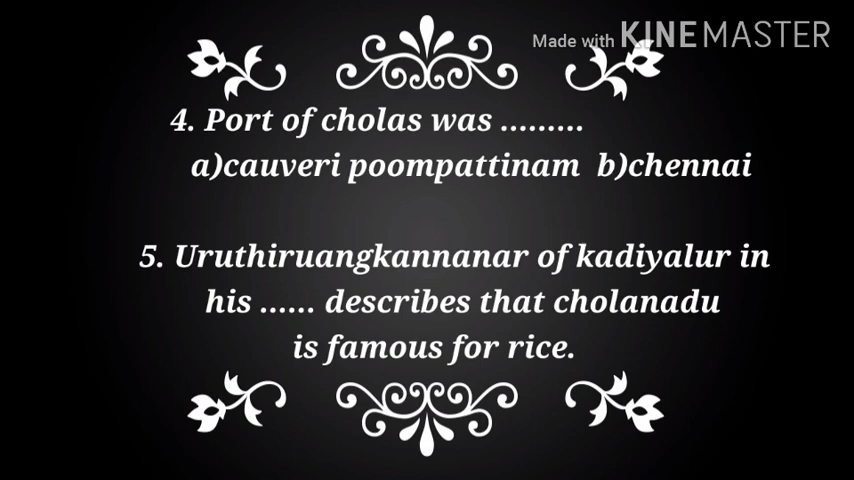 Made with KINEMASTER
4. Port of cholas was .........
a)cauveri poompattinam b)chennai
5. Uruthiruangkannanar of kadiyalur in
his ...... describes that cholanadu
is famous for rice.